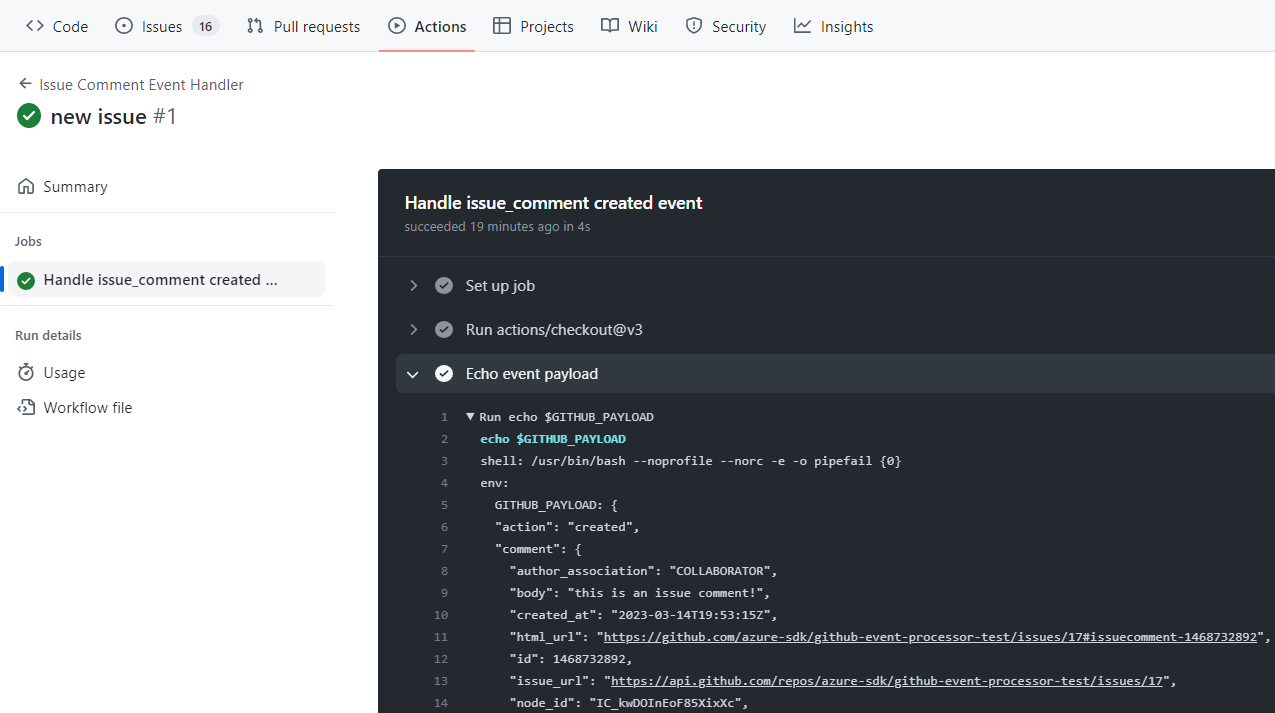 Code Issues 16 Pull requests Actions Projects Wiki Security Insights
Issue Comment Event Handler
new issue #1
Summary
Jobs
Handle issue_comment created ...
Run details
Usage
Workflow file
Handle issue_comment created event
succeeded 19 minutes ago in 4s
Set up job
Run actions/checkout@v3
Echo event payload
1 Run echo $GITHUB_PAYLOAD
2 echo $GITHUB_PAYLOAD
3 shell: /usr/bin/bash --noprofile --norc -e -o pipefail {0}
4 env:
5 GITHUB_PAYLOAD: {
6 "action": "created",
7 "comment": {
8 "author_association": "COLLABORATOR",
9 "body": "this is an issue comment!",
10 "created_at": "2023-03-14T19:53:15Z",
11 "html_url": "https://github.com/azure-sdk/github-event-processor-test/issues/17#issuecomment-1468732892",
12 "id": 1468732892,
13 "issue_url": "https://api.github.com/repos/azure-sdk/github-event-processor-test/issues/17",
14 "node_id": "IC_kwDOInEoF85XixXc",